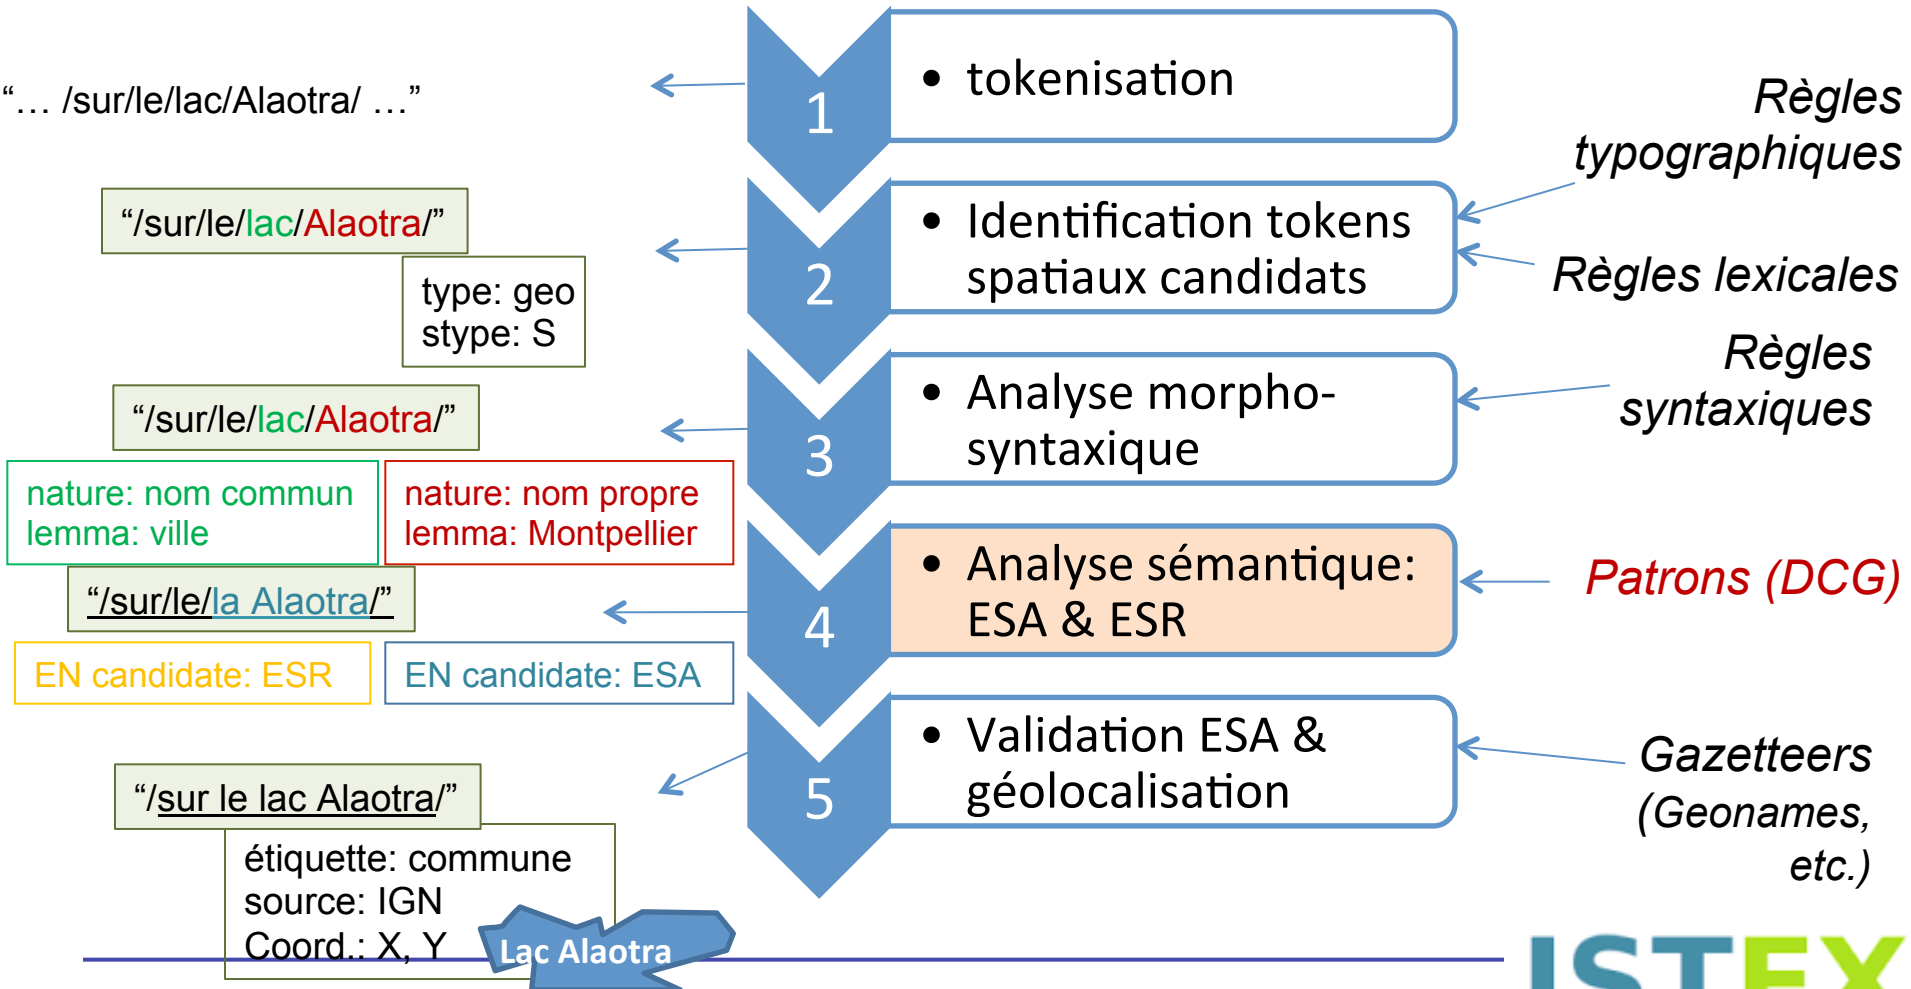 “… /sur/le/lac/Alaotra/ …”
1
• tokenisation
Règles
typographiques
“/sur/le/lac/Alaotra/”
type: geo
stype: S
2
• Identification tokens
spatiaux candidats
Règles lexicales
“/sur/le/lac/Alaotra/”
nature: nom commun
lemma: ville
nature: nom propre
lemma: Montpellier
3
• Analyse morpho-
syntaxique
Règles
syntaxiques
“/sur/le/la Alaotra/”
EN candidate: ESR
EN candidate: ESA
4
• Analyse sémantique:
ESA & ESR
Patrons (DCG)
“/sur le lac Alaotra/”
étiquette: commune
source: IGN
Coord.: X, Y
Lac Alaotra
5
• Validation ESA &
géolocalisation
Gazetteers
(Geonames,
etc.)
ISTEX